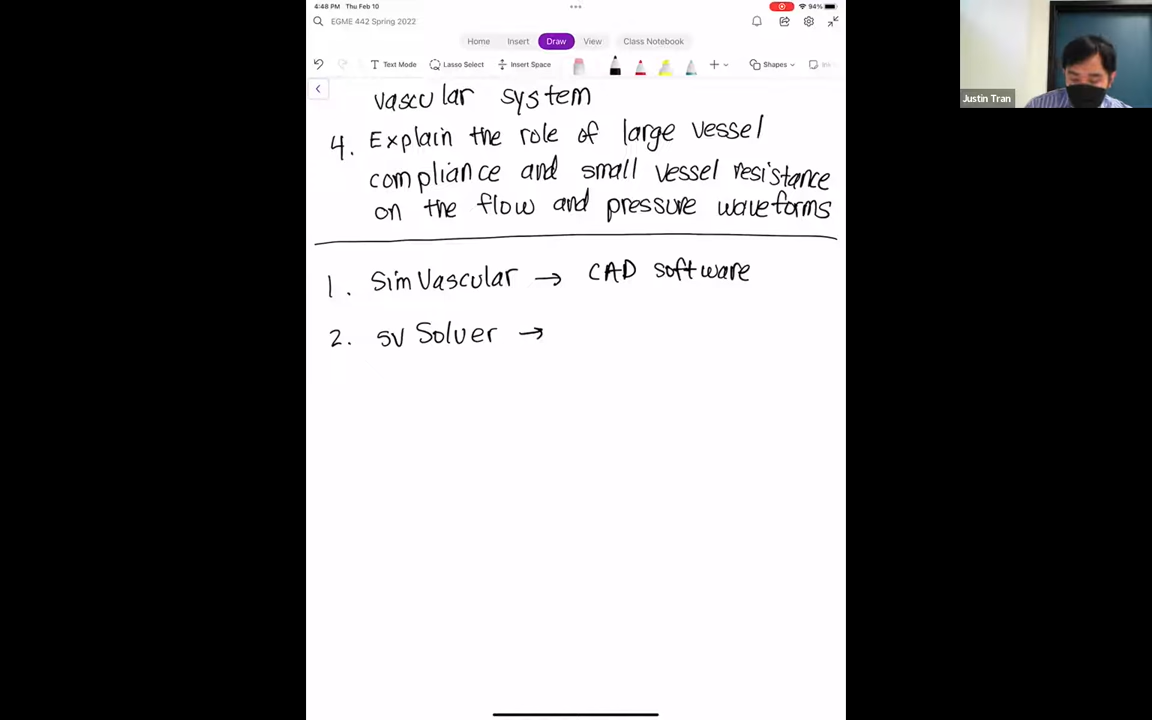 4:48 PM Thu Feb 10
94%
EGME 442 Spring 2022
Home Insert Draw View Class Notebook
Text Mode Lasso Select Insert Space Shapes
vascular system
4. Explain the role of large vessel
compliance and small vessel resistance
on the flow and pressure waveforms
1. SimVascular → CAD software
2. SV Solver →
Justin Tran